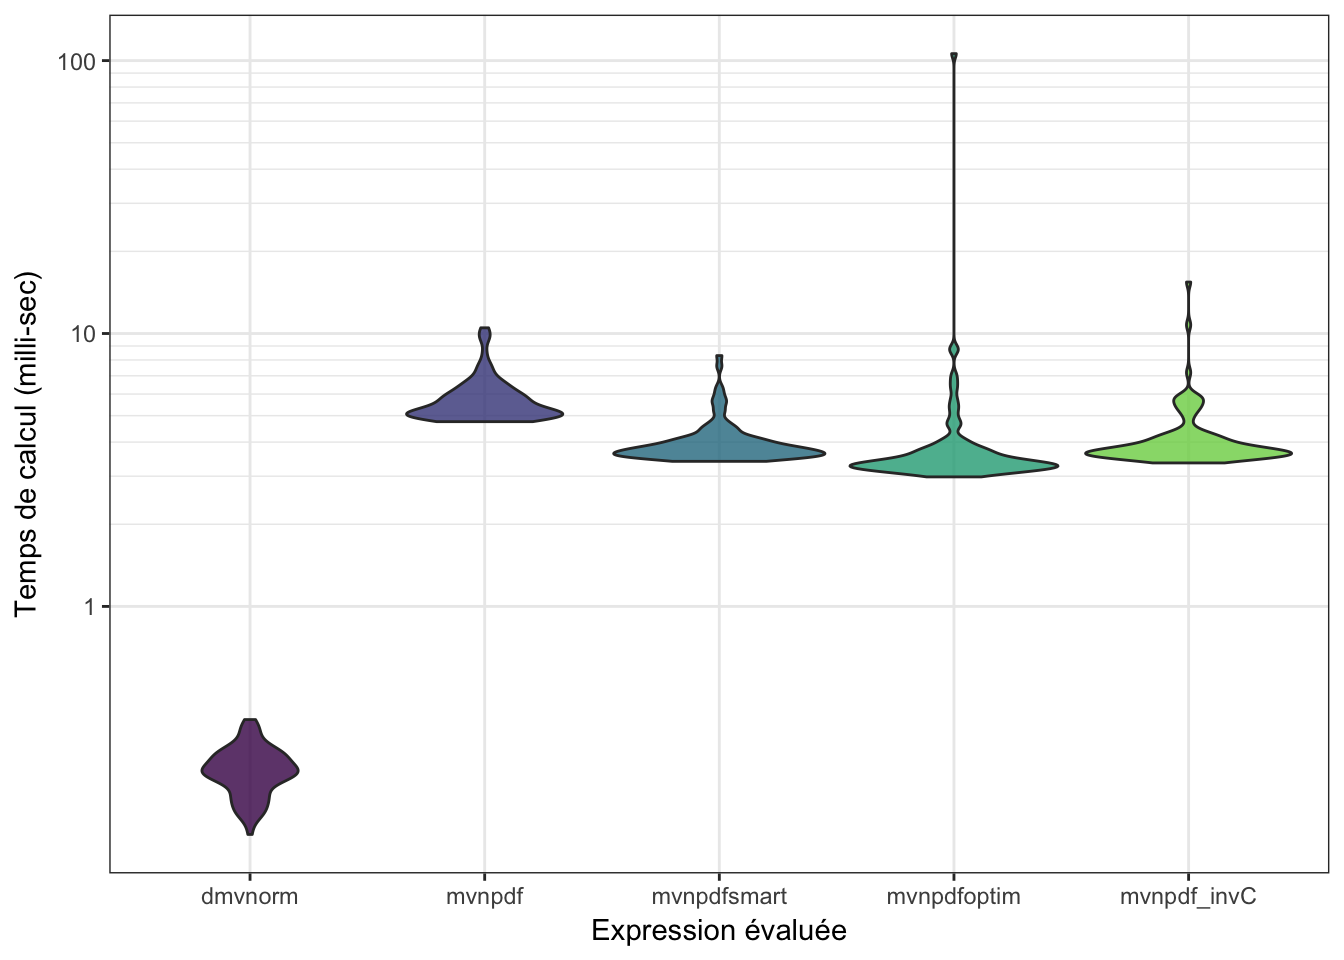 Temps de calcul (milli-sec)
100
10
1
dmvnorm
mvnpdf
mvnpdfsmart
mvnpdfoptim
mvnpdf_invC
Expression évaluée